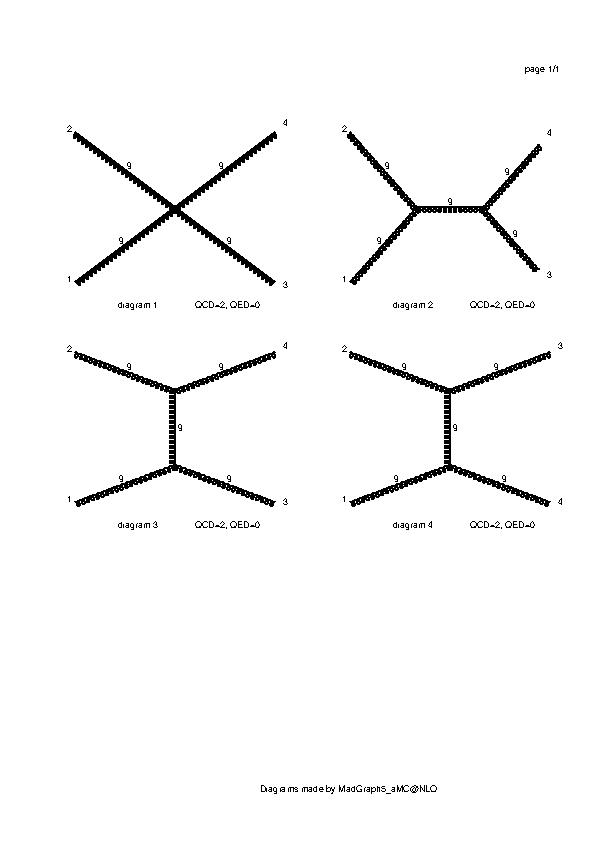 page 1/1
2 4 2 4
g g g g
g
g g g g
1 3 1 3
diagram 1 QCD=2, QED=0 diagram 2 QCD=2, QED=0
2 4 2 3
g g g g
g g
g g g g
1 3 1 4
diagram 3 QCD=2, QED=0 diagram 4 QCD=2, QED=0
Diagrams made by MadGraph5_aMC@NLO